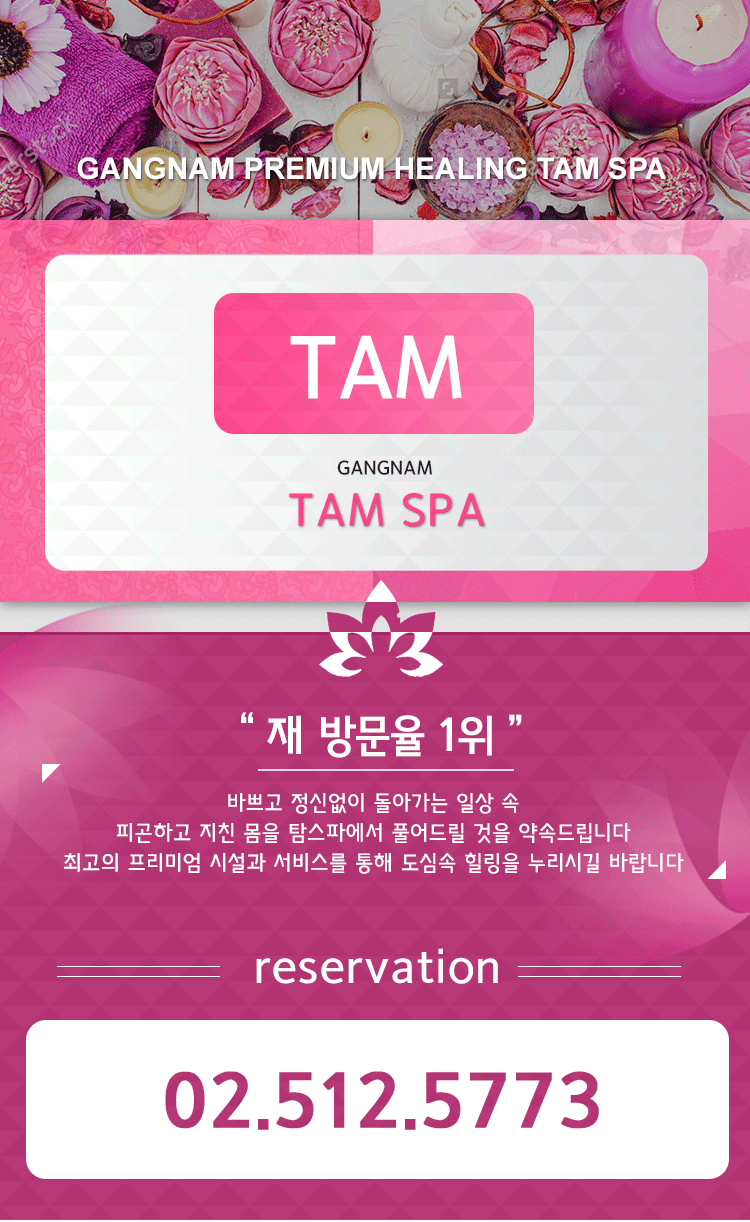 GANGNAM PREMIUM HEALING TAM SPA
TAM
GANGNAM
TAM SPA
“ 재 방문율 1위 ”
바쁘고 정신없이 돌아가는 일상 속
피곤하고 지친 몸을 탐스파에서 풀어드릴 것을 약속드립니다
최고의 프리미엄 시설과 서비스를 통해 도심속 힐링을 누리시길 바랍니다
reservation
02.512.5773